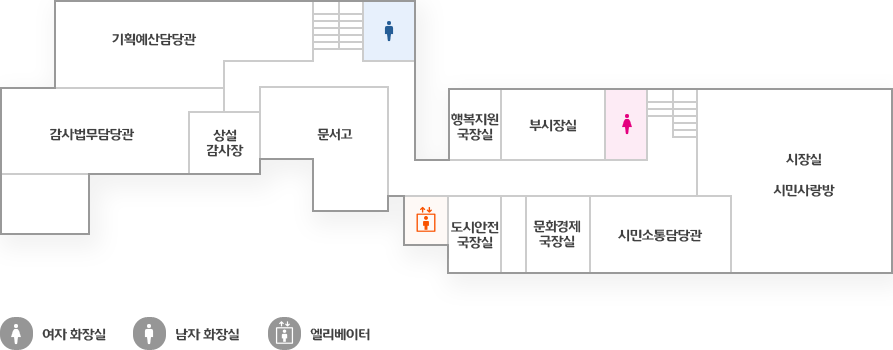 기획예산담당관
감사법무담당관
상설
감사장
문서고
행복지원
국장실
부시장실
시장실
시민사랑방
도시안전
국장실
문화경제
국장실
시민소통담당관
여자 화장실
남자 화장실
엘리베이터